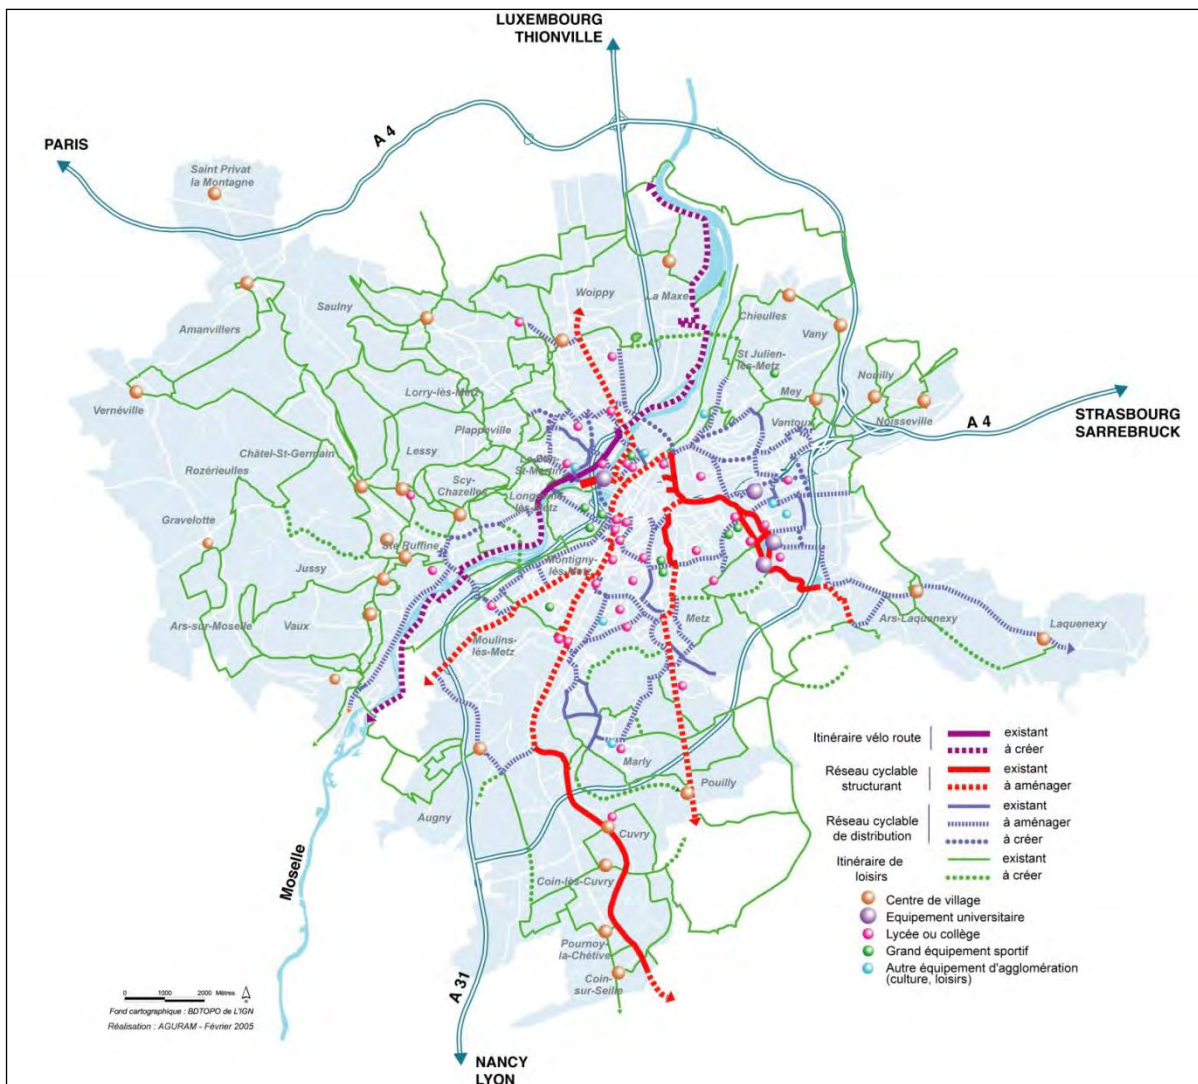 LUXEMBOURG
THIONVILLE
PARIS
A 4
Saint Privat
la Montagne
Woippy
La Maxe
Saulny
Amanvillers
Chieulles
Vany
St Julien-
lès-Metz
Nouilly
Mey
Lorry-lès-Metz
Vernéville
Noisseville
A 4
STRASBOURG
SARREBRUCK
Plappeville
Vantoux
Châtel-St-Germain
Lessy
Rozérieulles
Scy-
Chazelles
Gravelotte
Ste Ruffine
Montigny-
lès-Metz
Jussy
Ars-sur-Moselle
Vaux
Moulins-
lès-Metz
Metz
Ars-Laquenexy
Laquenexy
Marly
Pouilly
Augny
Cuvry
Coin-lès-Cuvry
Moselle
Pournoy-
la-Chétive
Coin-
sur-Seille
A 31
NANCY
LYON
Itinéraire vélo route
existant
à créer
Réseau cyclable
structurant
existant
à aménager
Réseau cyclable
de distribution
existant
à aménager
à créer
Itinéraire de
loisirs
existant
à créer
Centre de village
Equipement universitaire
Lycée ou collège
Grand équipement sportif
Autre équipement d'agglomération
(culture, loisirs)
0 1000 2000 Mètres
N
Fond cartographique : BDTOPO de L'IGN
Réalisation : AGURAM - Février 2005